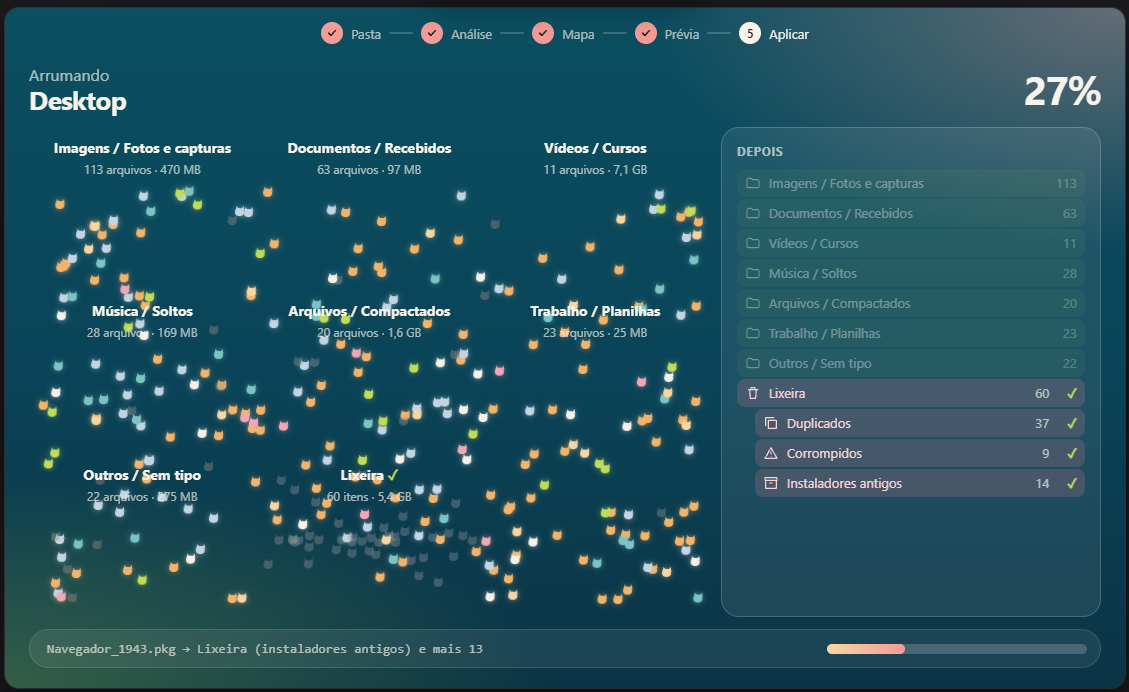 Pasta
Análise
Mapa
Prévia
5 Aplicar
Arrumando
Desktop
27%
Imagens / Fotos e capturas
113 arquivos · 470 MB
Documentos / Recebidos
63 arquivos · 97 MB
Vídeos / Cursos
11 arquivos · 7,1 GB
Música / Soltos
28 arquivos · 169 MB
Arquivos / Compactados
20 arquivos · 1,6 GB
Trabalho / Planilhas
23 arquivos · 25 MB
Outros / Sem tipo
22 arquivos · 275 MB
Lixeira ✓
60 itens · 5,4 GB
DEPOIS
Imagens / Fotos e capturas 113
Documentos / Recebidos 63
Vídeos / Cursos 11
Música / Soltos 28
Arquivos / Compactados 20
Trabalho / Planilhas 23
Outros / Sem tipo 22
Lixeira 60 ✓
Duplicados 37 ✓
Corrompidos 9 ✓
Instaladores antigos 14 ✓
Navegador_1943.pkg → Lixeira (instaladores antigos) e mais 13